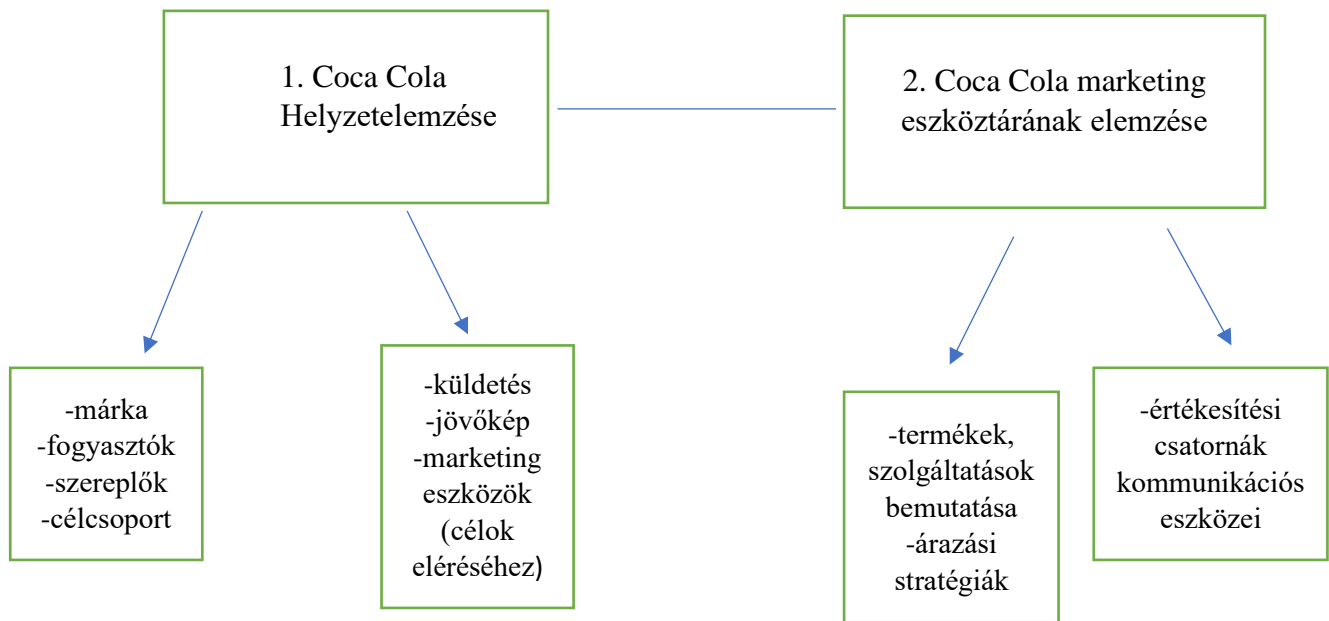 1. Coca Cola
Helyzetelemzése
2. Coca Cola marketing
eszköztárának elemzése
-márka
-fogyasztók
-szereplők
-célcsoport
-küldetés
-jövőkép
-marketing
eszközök
(célok
eléréséhez)
-termékek,
szolgáltatások
bemutatása
-árazási
stratégiák
-értékesítési
csatornák
kommunikációs
eszközei